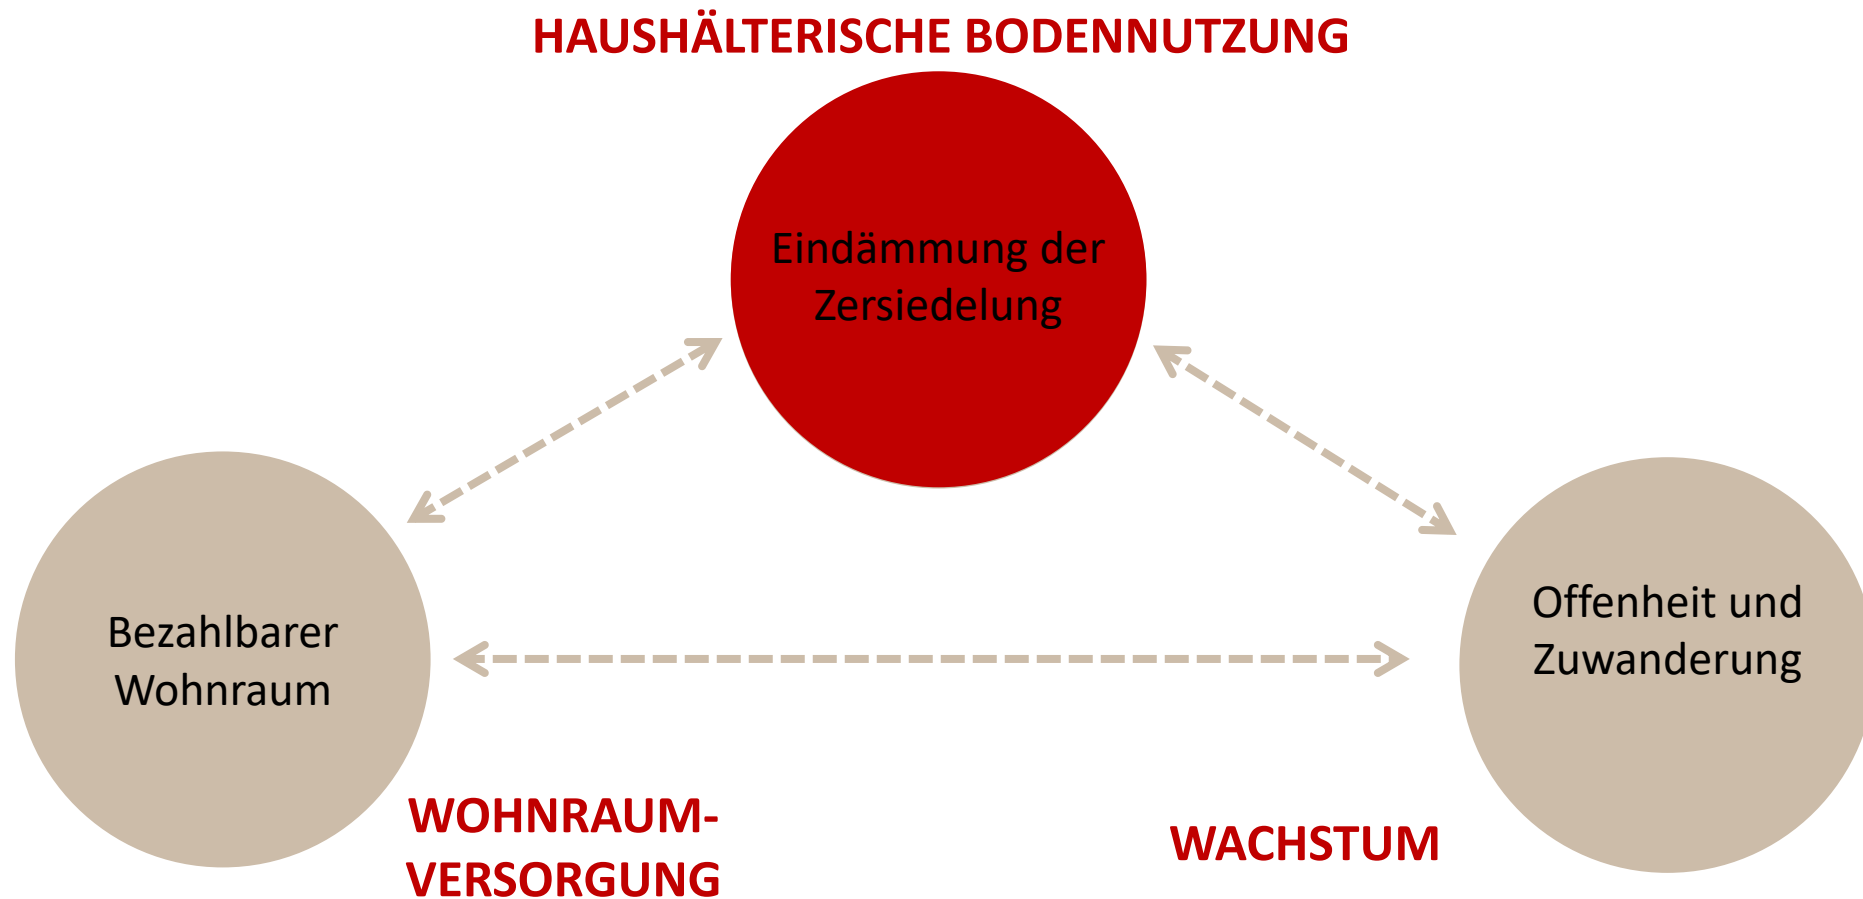 HAUSHÄLTERISCHE BODENNUTZUNG
Eindämmung der
Zersiedelung
Bezahlbarer
Wohnraum
Offenheit und
Zuwanderung
WOHNRAUM-
VERSORGUNG
WACHSTUM